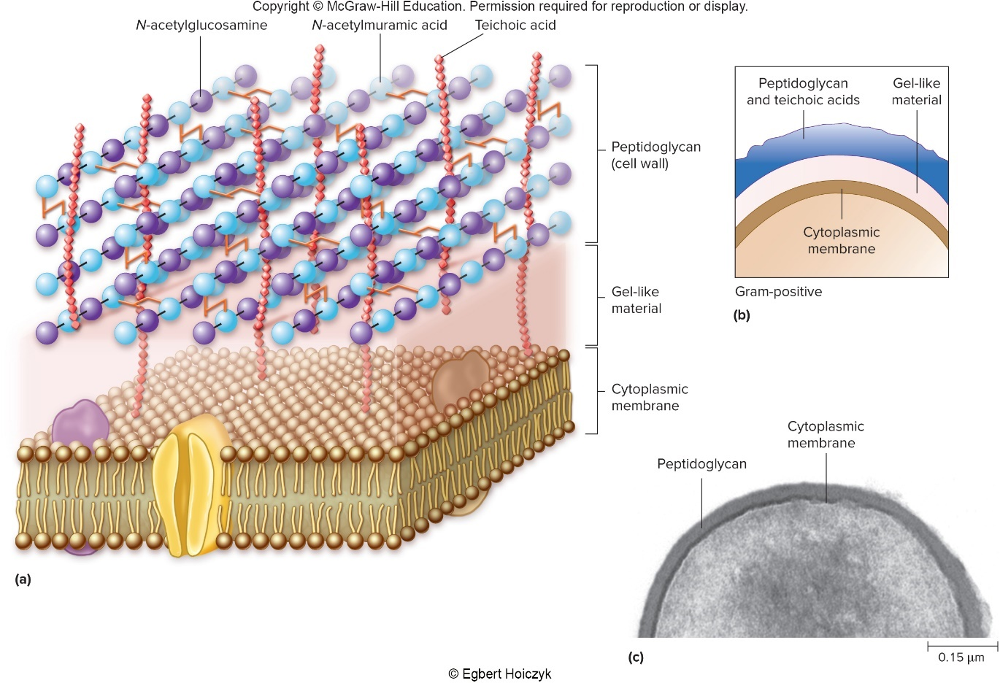 Copyright © McGraw-Hill Education. Permission required for reproduction or display.
N-acetylglucosamine
N-acetylmuramic acid
Teichoic acid
Peptidoglycan
(cell wall)
Gel-like
material
Cytoplasmic
membrane
(a)
Peptidoglycan
and teichoic acids
Gel-like
material
Cytoplasmic
membrane
Gram-positive
(b)
Cytoplasmic
membrane
Peptidoglycan
(c)
0.15 µm
© Egbert Hoiczyk